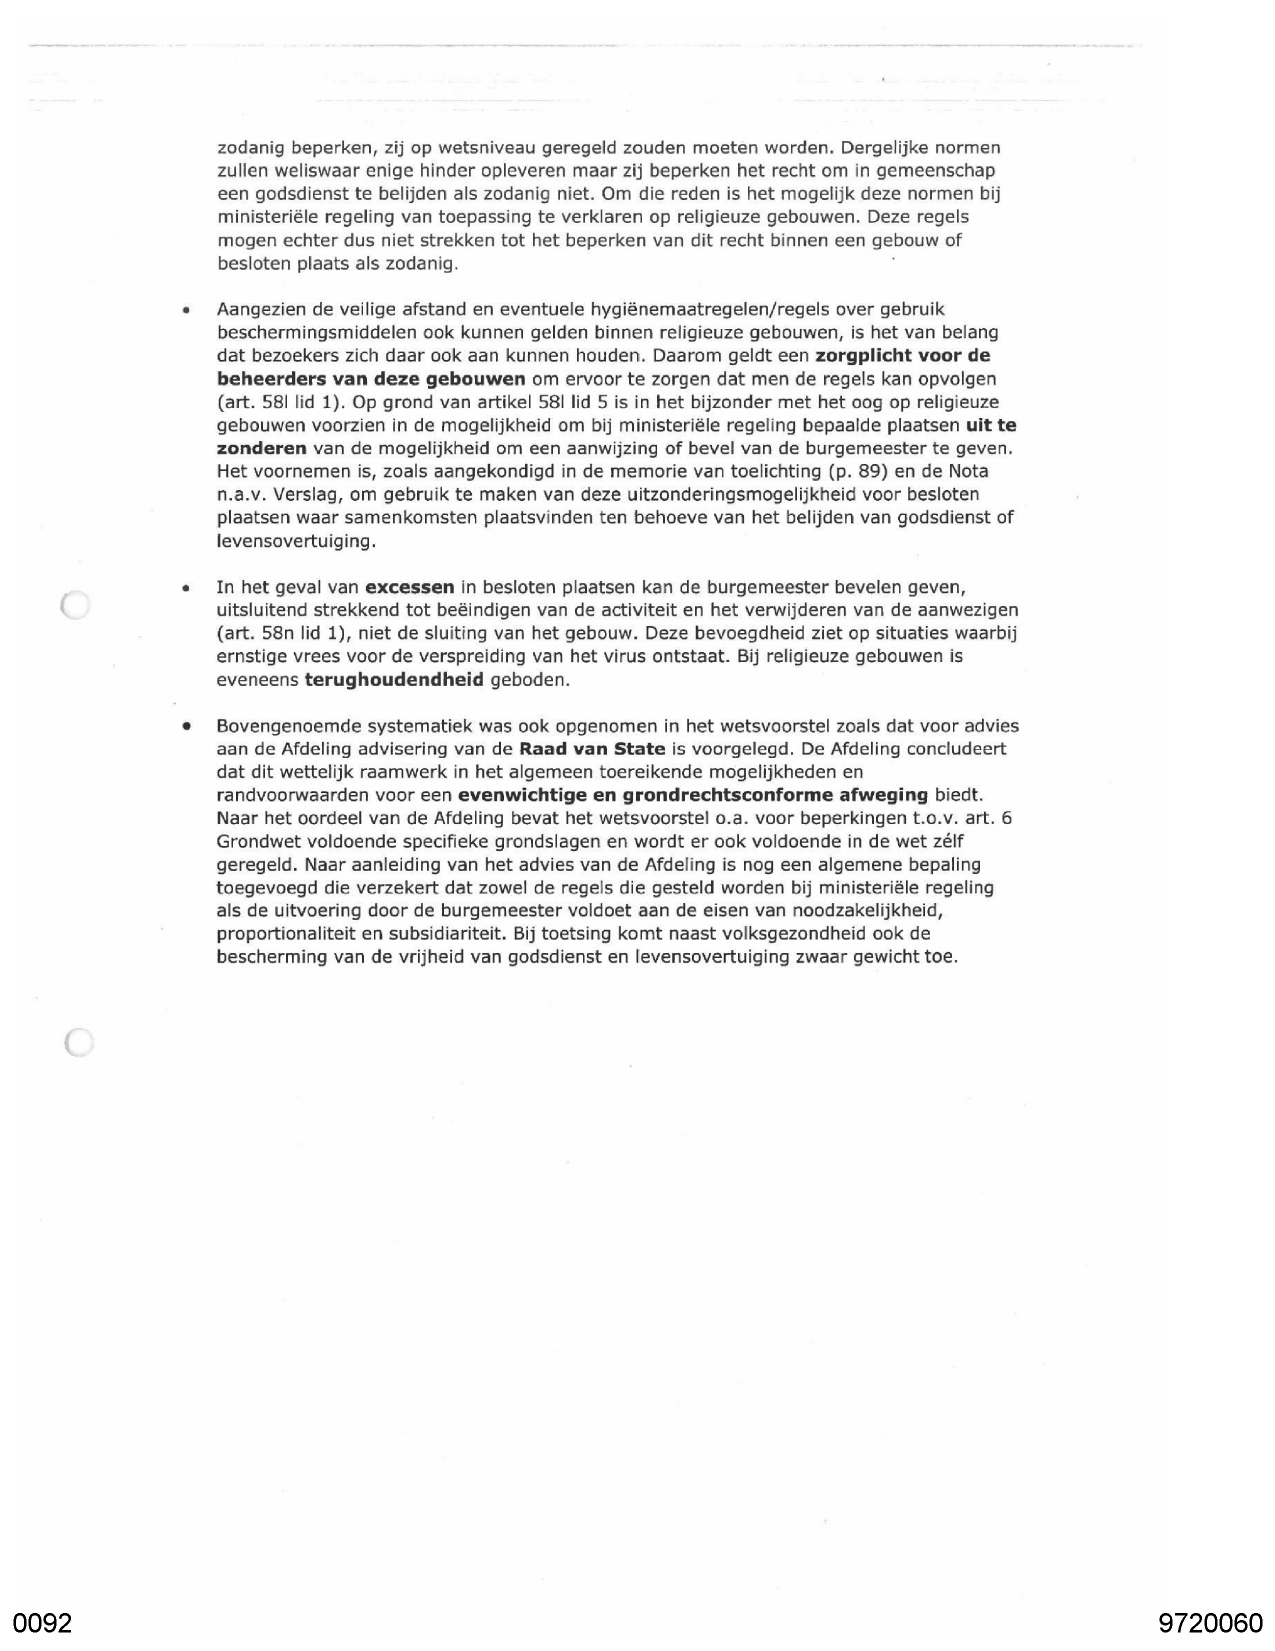 zodanig beperken, zij op wetsniveau geregeld zouden moeten worden. Dergelijke normen
zullen weliswaar enige hinder opleveren maar zij beperken het recht om in gemeenschap
een godsdienst te belijden als zodanig niet. Om die reden is het mogelijk deze normen bij
ministeriële regeling van toepassing te verklaren op religieuze gebouwen. Deze regels
mogen echter dus niet strekken tot het beperken van dit recht binnen een gebouw of
besloten plaats als zodanig.
• Aangezien de veilige afstand en eventuele hygiënemaatregelen/regels over gebruik
beschermingsmiddelen ook kunnen gelden binnen religieuze gebouwen, is het van belang
dat bezoekers zich daar ook aan kunnen houden. Daarom geldt een zorgplicht voor de
beheerders van deze gebouwen om ervoor te zorgen dat men de regels kan opvolgen
(art. 58l lid 1). Op grond van artikel 58l lid 5 is in het bijzonder met het oog op religieuze
gebouwen voorzien in de mogelijkheid om bij ministeriële regeling bepaalde plaatsen uit te
zonderen van de mogelijkheid om een aanwijzing of bevel van de burgemeester te geven.
Het voornemen is, zoals aangekondigd in de memorie van toelichting (p. 89) en de Nota
n.a.v. Verslag, om gebruik te maken van deze uitzonderingsmogelijkheid voor besloten
plaatsen waar samenkomsten plaatsvinden ten behoeve van het belijden van godsdienst of
levensovertuiging.
• In het geval van excessen in besloten plaatsen kan de burgemeester bevelen geven,
uitsluitend strekkend tot beëindigen van de activiteit en het verwijderen van de aanwezigen
(art. 58n lid 1), niet de sluiting van het gebouw. Deze bevoegdheid ziet op situaties waarbij
ernstige vrees voor de verspreiding van het virus ontstaat. Bij religieuze gebouwen is
eveneens terughoudendheid geboden.
• Bovengenoemde systematiek was ook opgenomen in het wetsvoorstel zoals dat voor advies
aan de Afdeling advisering van de Raad van State is voorgelegd. De Afdeling concludeert
dat dit wettelijk raamwerk in het algemeen toereikende mogelijkheden en
randvoorwaarden voor een evenwichtige en grondrechtsconforme afweging biedt.
Naar het oordeel van de Afdeling bevat het wetsvoorstel o.a. voor beperkingen t.o.v. art. 6
Grondwet voldoende specifieke grondslagen en wordt er ook voldoende in de wet zélf
geregeld. Naar aanleiding van het advies van de Afdeling is nog een algemene bepaling
toegevoegd die verzekert dat zowel de regels die gesteld worden bij ministeriële regeling
als de uitvoering door de burgemeester voldoet aan de eisen van noodzakelijkheid,
proportionaliteit en subsidiariteit. Bij toetsing komt naast volksgezondheid ook de
bescherming van de vrijheid van godsdienst en levensovertuiging zwaar gewicht toe.
0092
9720060